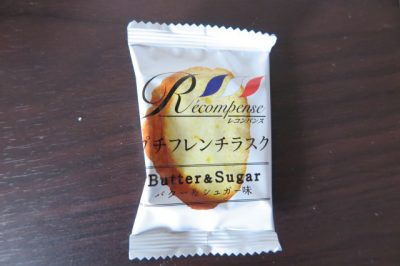 Récompense
レコンパンス
プチフレンチラスク
Butter&Sugar
バター&シュガー味